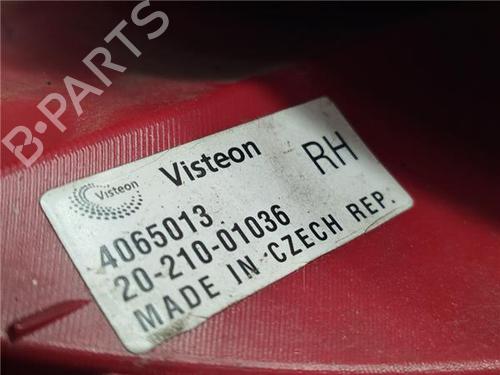 Visteon
Visteon
RH
4065013
20-210-01036
MADE IN CZECH REP.
B-PARTS